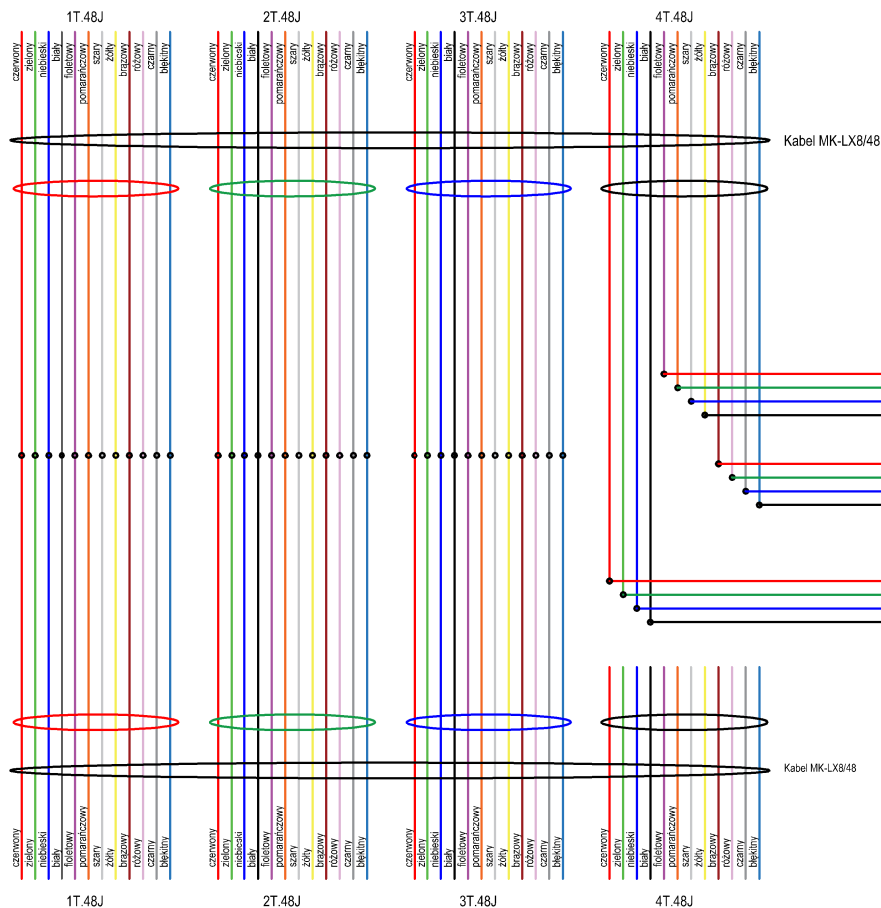 1T.48J 2T.48J 3T.48J 4T.48J
czerwony zielony niebieski biały fioletowy pomarańczowy szary żółty brązowy różowy czarny błękitny
czerwony zielony niebieski biały fioletowy pomarańczowy szary żółty brązowy różowy czarny błękitny
czerwony zielony niebieski biały fioletowy pomarańczowy szary żółty brązowy różowy czarny błękitny
czerwony zielony niebieski biały fioletowy pomarańczowy szary żółty brązowy różowy czarny błękitny
Kabel MK-LX8/48
Kabel MK-LX8/48
czerwony zielony niebieski biały fioletowy pomarańczowy szary żółty brązowy różowy czarny błękitny
czerwony zielony niebieski biały fioletowy pomarańczowy szary żółty brązowy różowy czarny błękitny
czerwony zielony niebieski biały fioletowy pomarańczowy szary żółty brązowy różowy czarny błękitny
czerwony zielony niebieski biały fioletowy pomarańczowy szary żółty brązowy różowy czarny błękitny
1T.48J 2T.48J 3T.48J 4T.48J